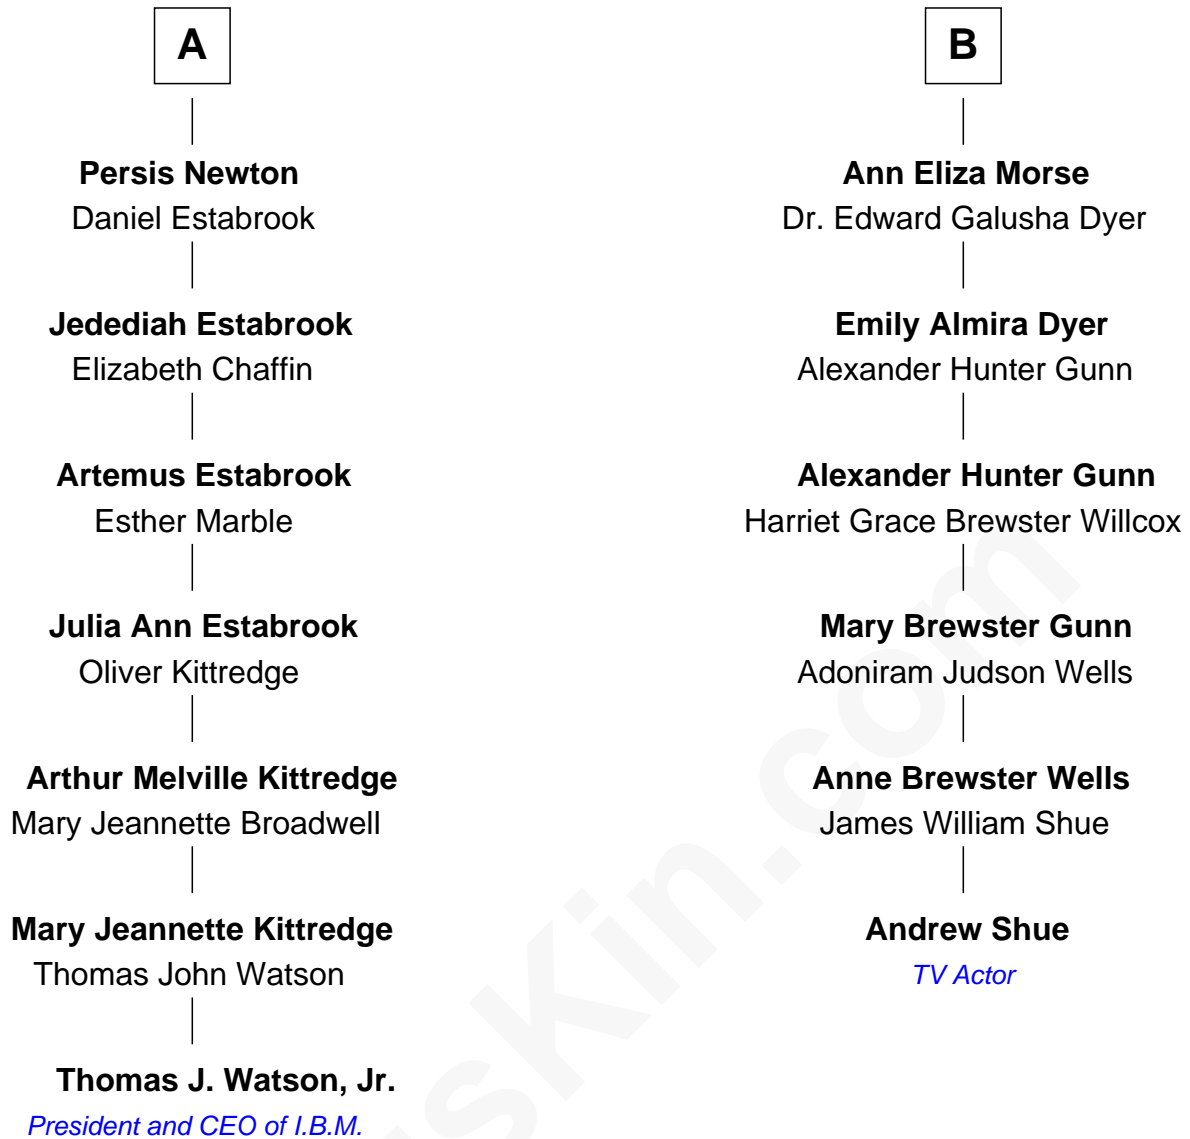 A
Persis Newton
Daniel Estabrook
Jedediah Estabrook
Elizabeth Chaffin
Artemus Estabrook
Esther Marble
Julia Ann Estabrook
Oliver Kittredge
Arthur Melville Kittredge
Mary Jeannette Broadwell
Mary Jeannette Kittredge
Thomas John Watson
Thomas J. Watson, Jr.
President and CEO of I.B.M.
B
Ann Eliza Morse
Dr. Edward Galusha Dyer
Emily Almira Dyer
Alexander Hunter Gunn
Alexander Hunter Gunn
Harriet Grace Brewster Willcox
Mary Brewster Gunn
Adoniram Judson Wells
Anne Brewster Wells
James William Shue
Andrew Shue
TV Actor